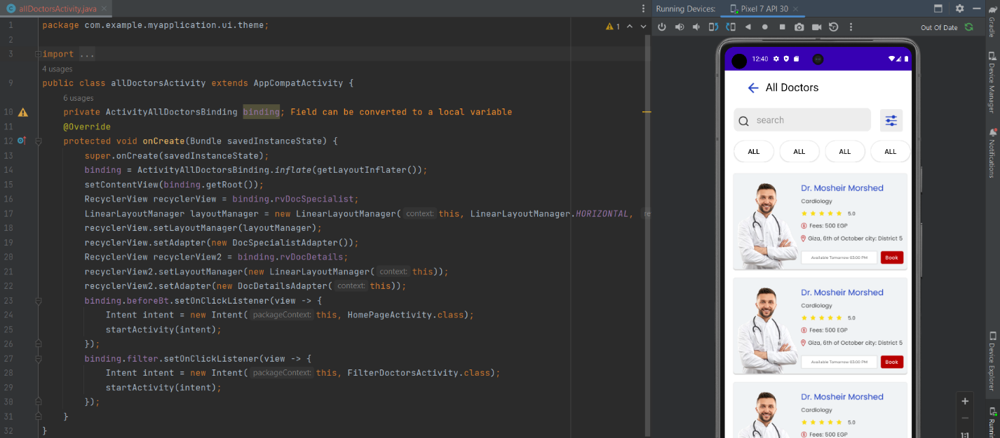 allDoctorsActivity.java
1 package com.example.myapplication.ui.theme;
1
2
3 import ...
4 usages
9 public class allDoctorsActivity extends AppCompatActivity {
6 usages
10 private ActivityAllDoctorsBinding binding; Field can be converted to a local variable
11 @Override
12 protected void onCreate(Bundle savedInstanceState) {
13 super.onCreate(savedInstanceState);
14 binding = ActivityAllDoctorsBinding.inflate(getLayoutInflater());
15 setContentView(binding.getRoot());
16 RecyclerView recyclerView = binding.rvDocSpecialist;
17 LinearLayoutManager layoutManager = new LinearLayoutManager( context: this, LinearLayoutManager.HORIZONTAL, re
18 recyclerView.setLayoutManager(layoutManager);
19 recyclerView.setAdapter(new DocSpecialistAdapter());
20 RecyclerView recyclerView2 = binding.rvDocDetails;
21 recyclerView2.setLayoutManager(new LinearLayoutManager( context: this));
22 recyclerView2.setAdapter(new DocDetailsAdapter( context: this));
23 binding.beforeBt.setOnClickListener(view -> {
24 Intent intent = new Intent( packageContext: this, HomePageActivity.class);
25 startActivity(intent);
26 });
27 binding.filter.setOnClickListener(view -> {
28 Intent intent = new Intent( packageContext: this, FilterDoctorsActivity.class);
29 startActivity(intent);
30 });
31 }
32 }
Running Devices: Pixel 7 API 30
Out Of Date
12:40
All Doctors
search
ALL ALL ALL ALL
Dr. Mosheir Morshed
Cardiology
5.0
Fees: 500 EGP
Giza, 6th of October city: District 5
Available Tomorrow 03:00 PM Book
Dr. Mosheir Morshed
Cardiology
5.0
Fees: 500 EGP
Giza, 6th of October city: District 5
Available Tomorrow 03:00 PM Book
Dr. Mosheir Morshed
Cardiology
5.0
Fees: 500 EGP
1:1
Gradle
Device Manager
Notifications
Device Explorer